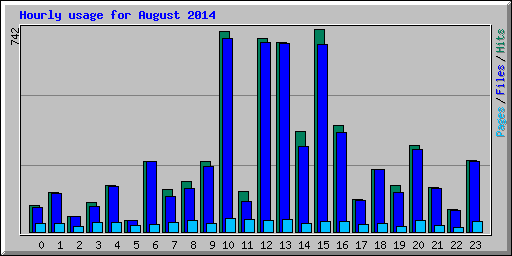 Hourly usage for August 2014
742
Pages / Files / Hits
0 1 2 3 4 5 6 7 8 9 10 11 12 13 14 15 16 17 18 19 20 21 22 23